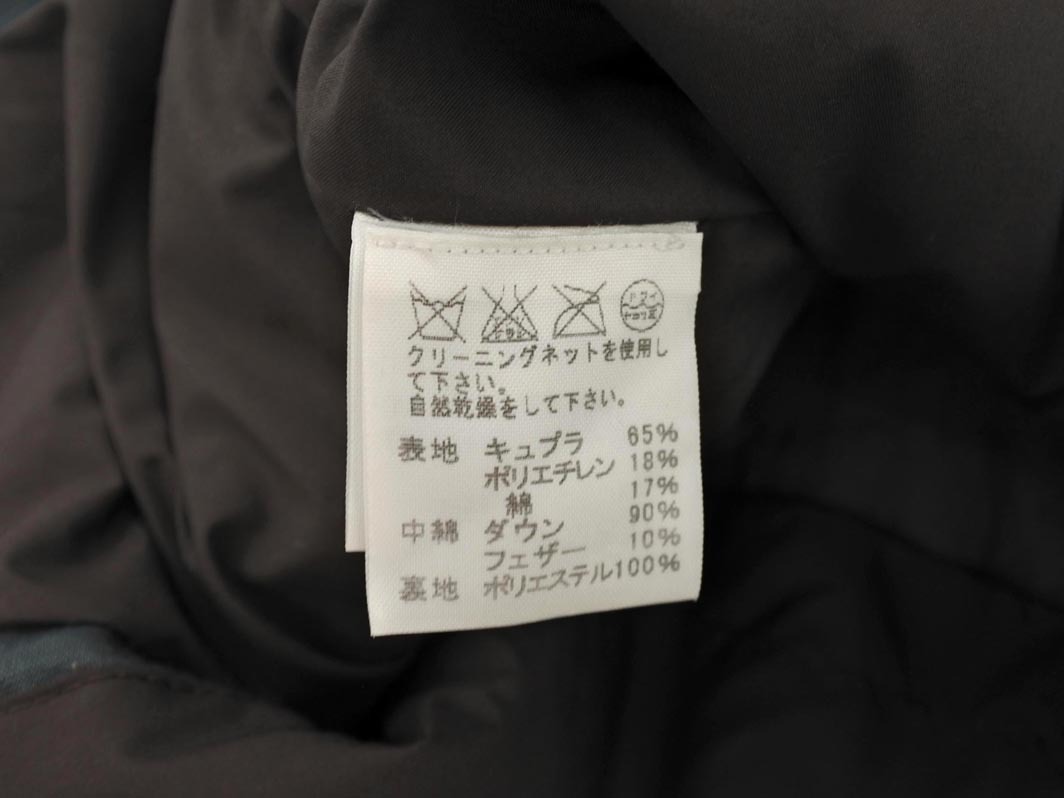 クリーニングネットを使用し
て下さい。
自然乾燥をして下さい。
表地 キュプラ 65%
ポリエチレン 18%
綿 17%
中綿 ダウン 90%
フェザー 10%
裏地 ポリエステル100%